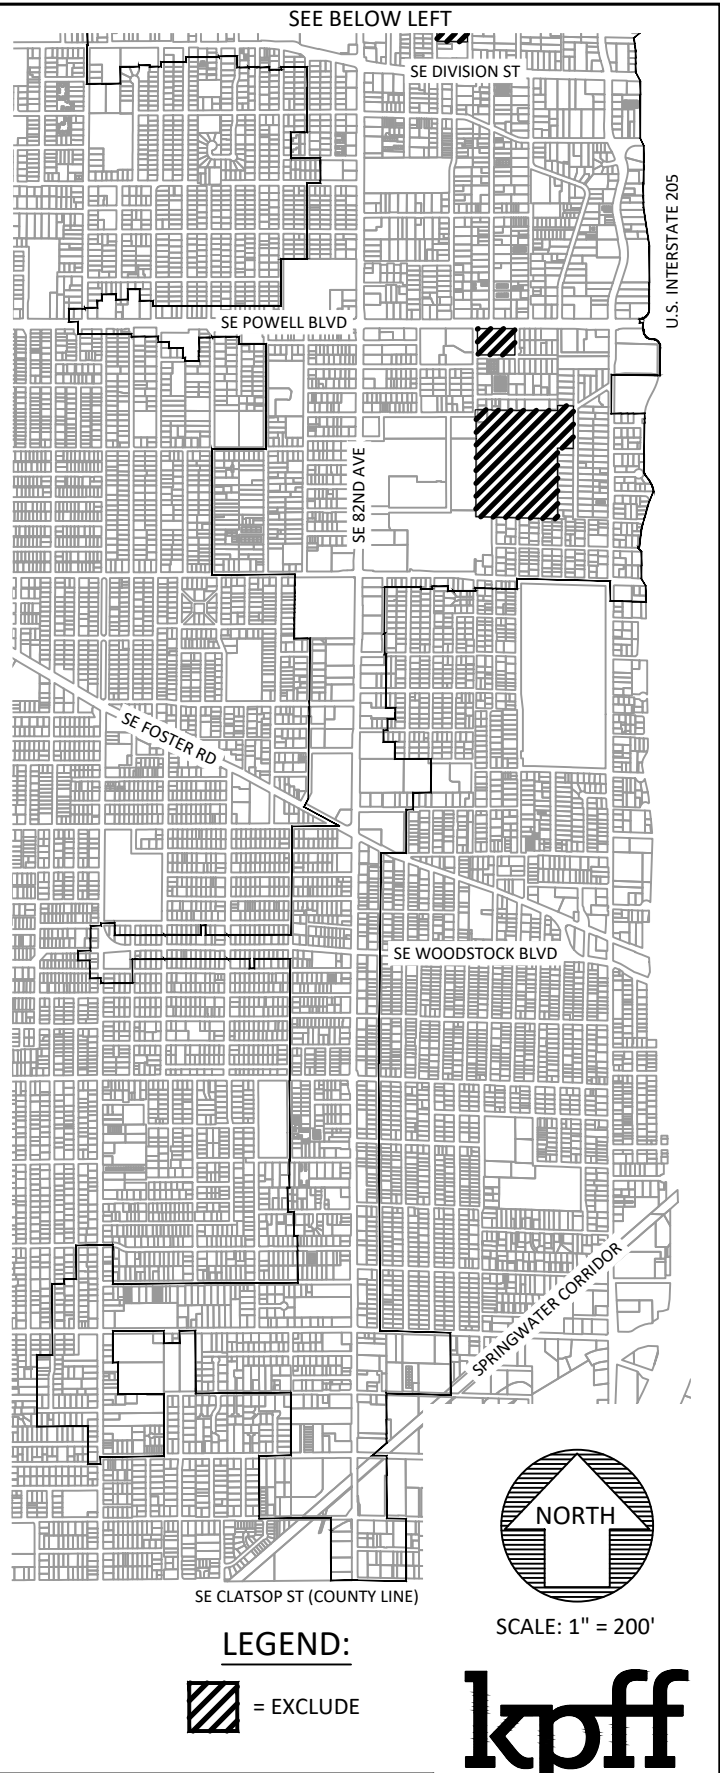 SEE BELOW LEFT
SE DIVISION ST
U.S. INTERSTATE 205
SE POWELL BLVD
SE 82ND AVE
SE FOSTER RD
SE WOODSTOCK BLVD
SPRINGWATER CORRIDOR
NORTH
SE CLATSOP ST (COUNTY LINE)
SCALE: 1" = 200'
LEGEND:
= EXCLUDE
kpff